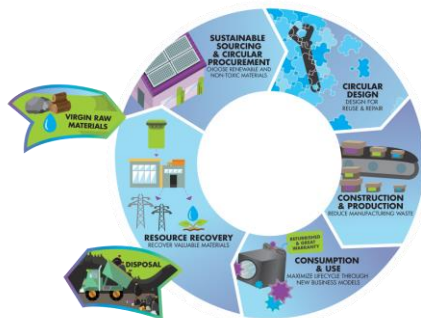 SUSTAINABLE
SOURCING
& CIRCULAR
PROCUREMENT
CHOOSE RENEWABLE AND
NON-TOXIC MATERIALS
CIRCULAR
DESIGN
DESIGN FOR
REUSE & REPAIR
CONSTRUCTION
& PRODUCTION
REDUCE MANUFACTURING WASTE
REFURBISHED
& GREAT
WARRANTY
CONSUMPTION
& USE
MAXIMIZE LIFECYCLE THROUGH
NEW BUSINESS MODELS
RESOURCE RECOVERY
RECOVER VALUABLE MATERIALS
VIRGIN RAW
MATERIALS
DISPOSAL